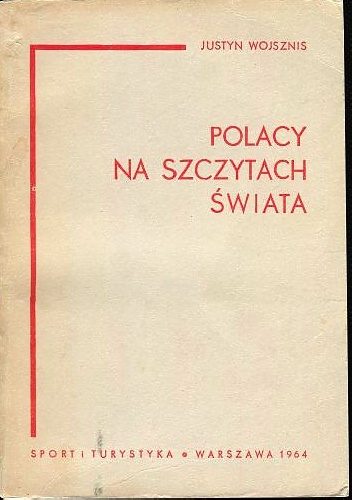 JUSTYN WOJSZNIS
POLACY
NA SZCZYTACH
ŚWIATA
SPORT i TURYSTYKA • WARSZAWA 1964